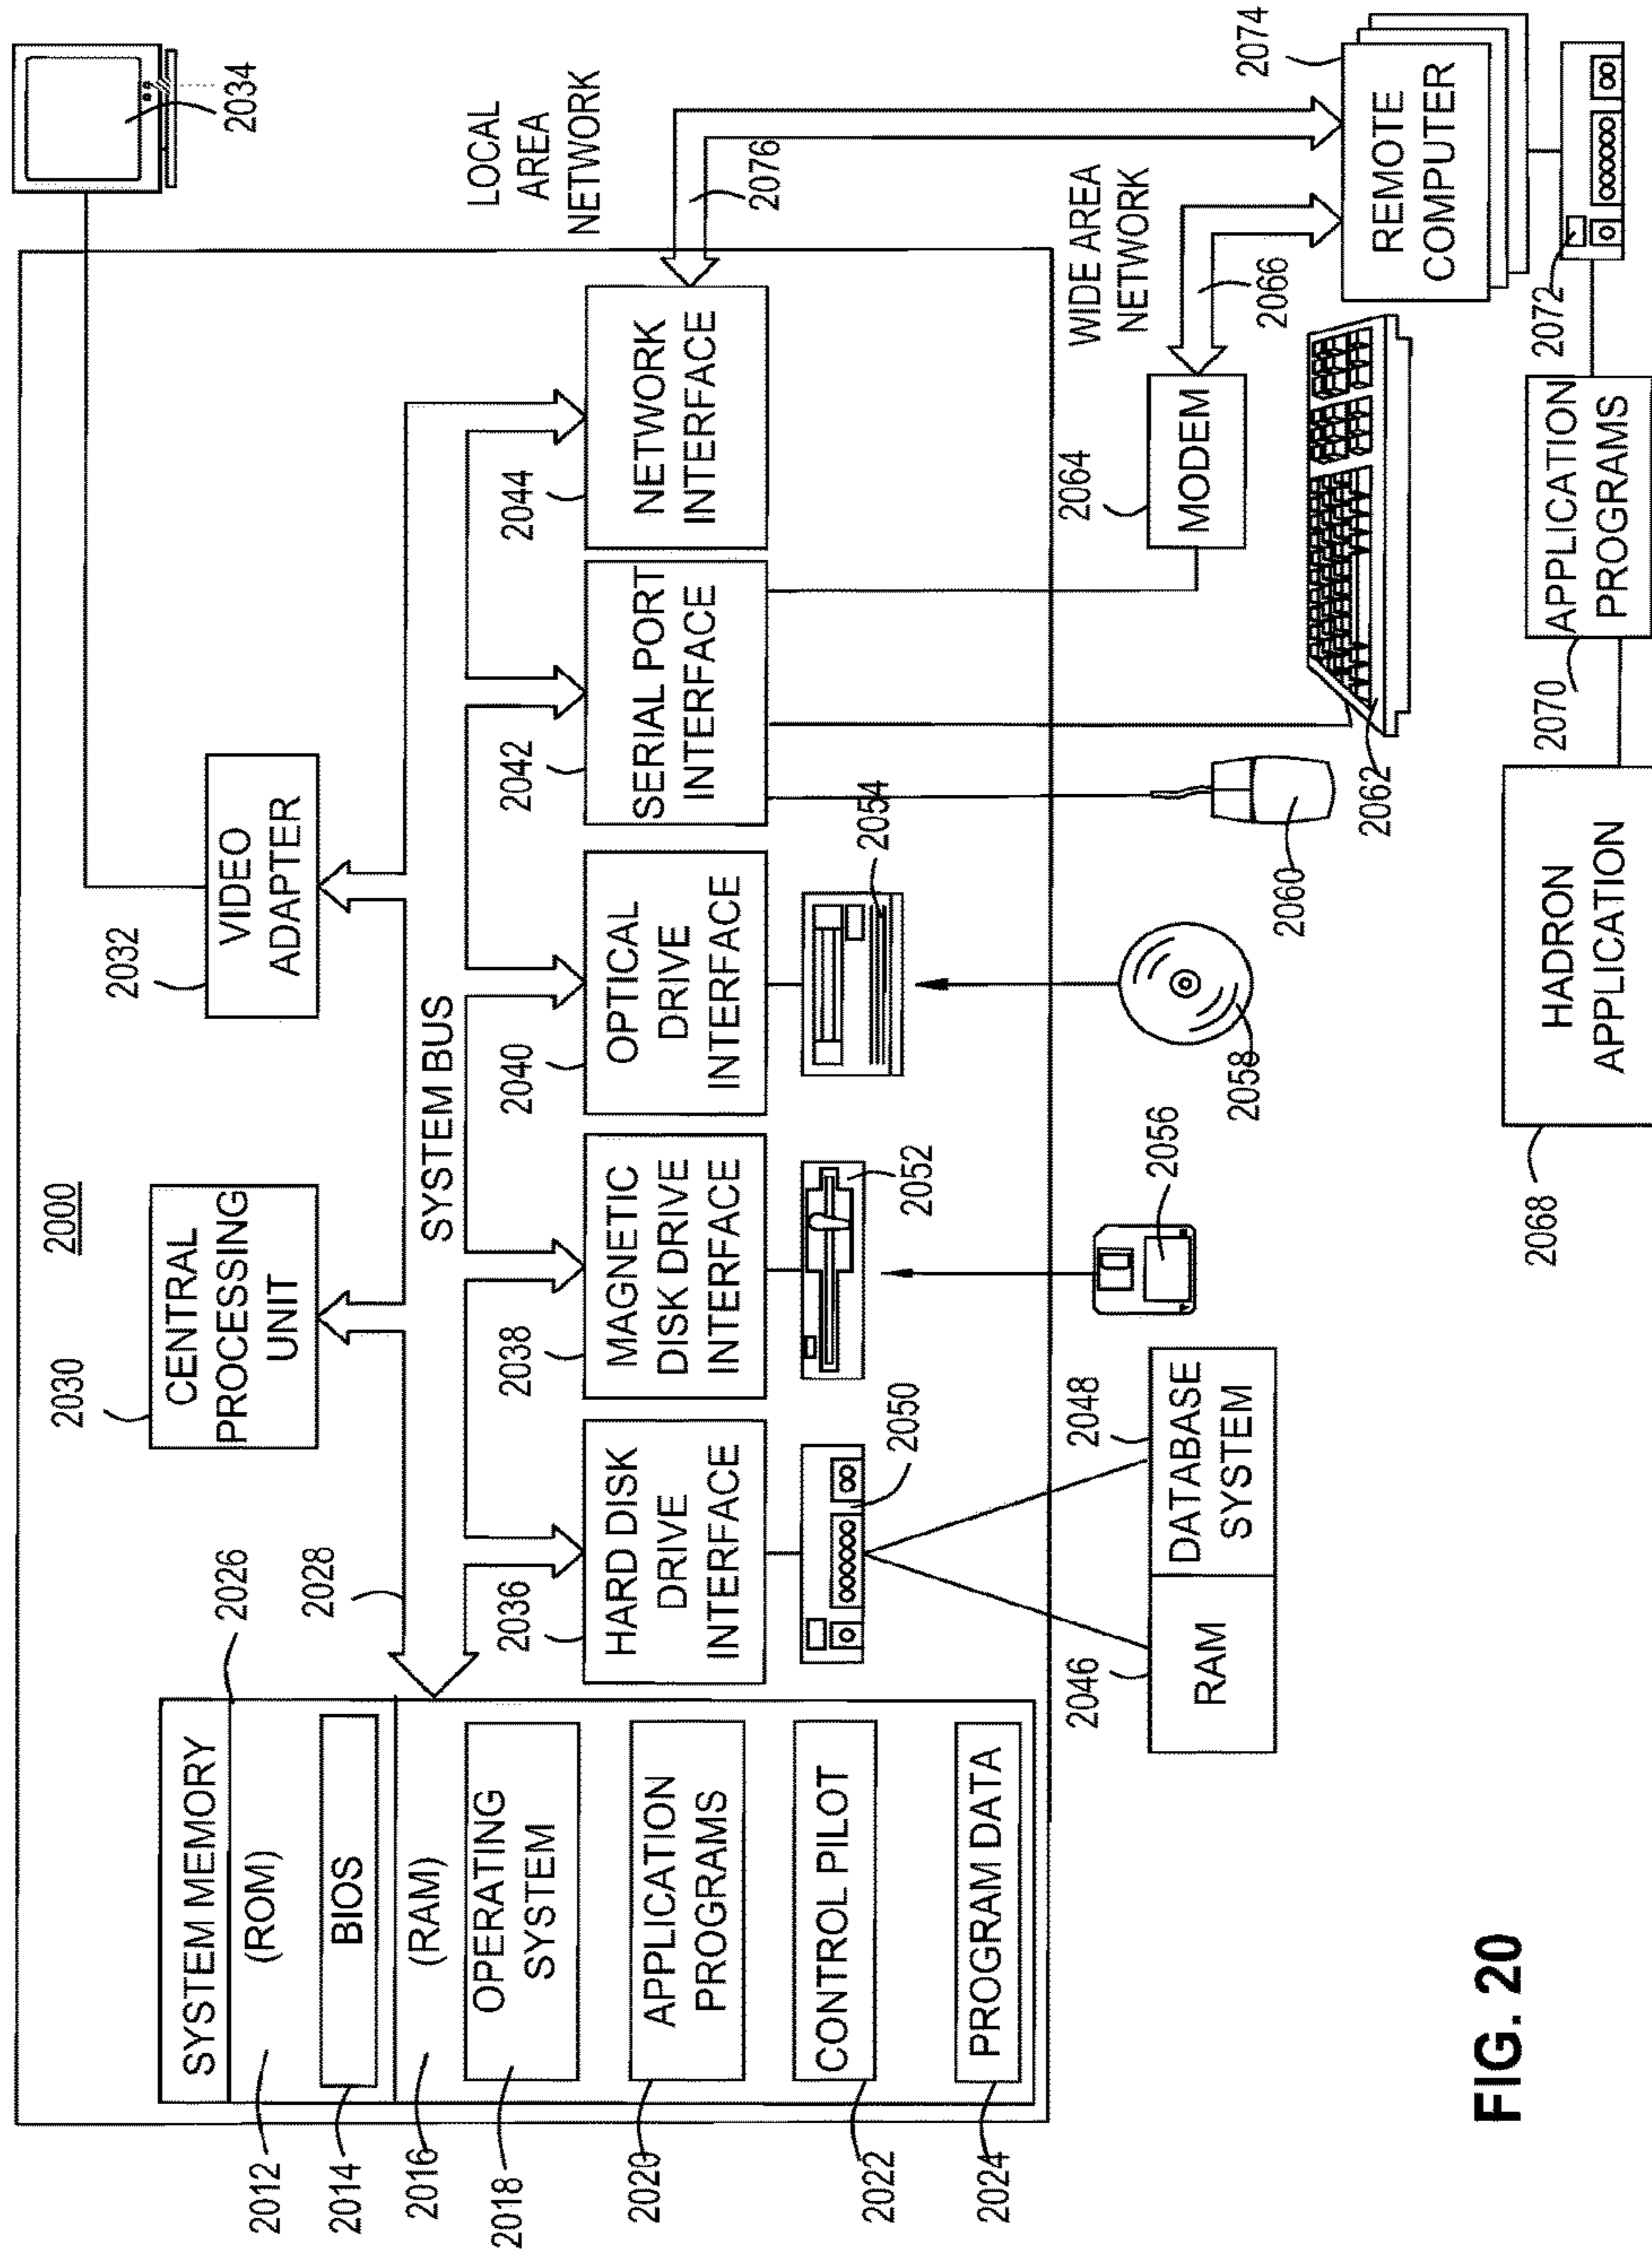 2000
SYSTEM MEMORY
2026
2012
(ROM)
2014
BIOS
2016
(RAM)
2018
OPERATING
SYSTEM
2020
APPLICATION
PROGRAMS
2022
CONTROL PILOT
2024
PROGRAM DATA
2028
SYSTEM BUS
2030
CENTRAL
PROCESSING
UNIT
2032
VIDEO
ADAPTER
2034
2036
HARD DISK
DRIVE
INTERFACE
2038
MAGNETIC
DISK DRIVE
INTERFACE
2040
OPTICAL
DRIVE
INTERFACE
2042
SERIAL PORT
INTERFACE
2044
NETWORK
INTERFACE
LOCAL
AREA
NETWORK
2076
2050
2052
2054
2046
RAM
2048
DATABASE
SYSTEM
2056
2058
2060
2062
2064
MODEM
WIDE AREA
NETWORK
2066
2074
REMOTE
COMPUTER
2068
HADRON
APPLICATION
2070
APPLICATION
PROGRAMS
2072
FIG. 20